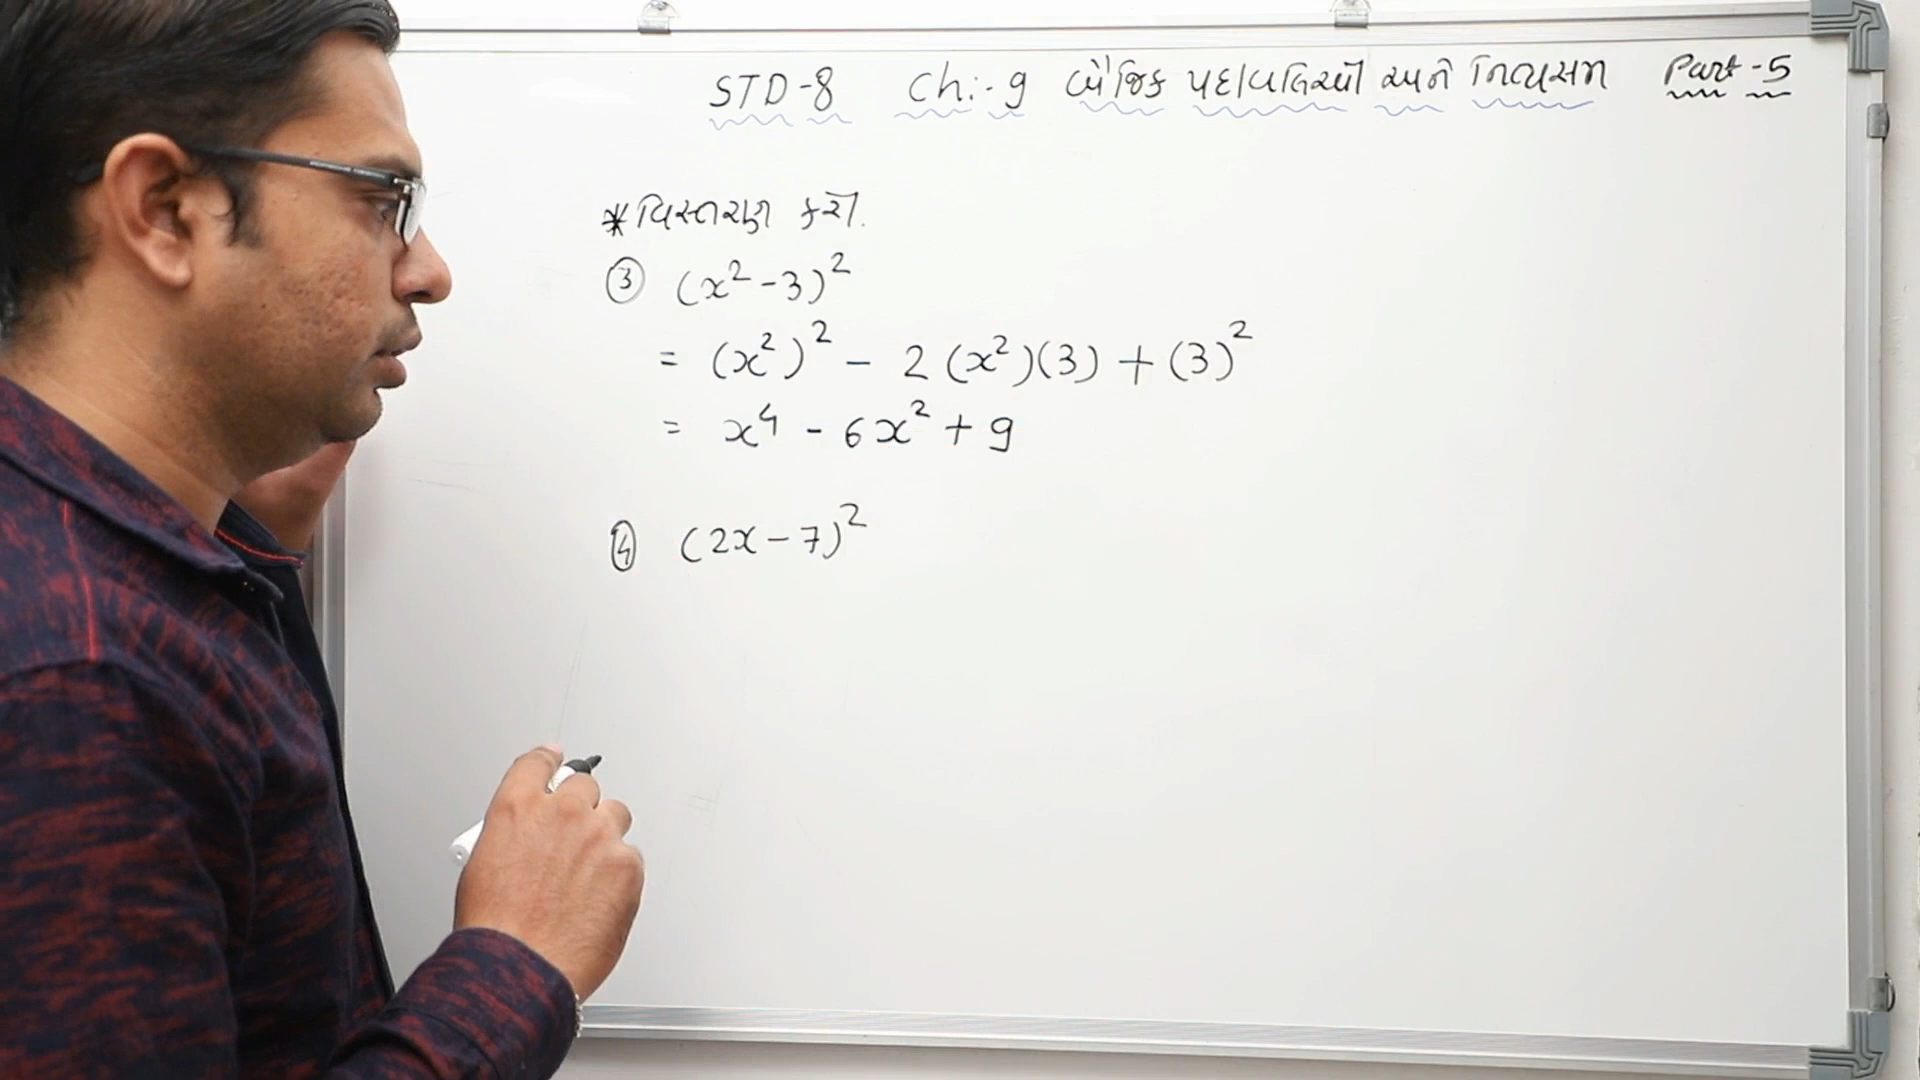 STD-8 Ch:-9 બૈજિક પદાવલિઓ અને નિત્યસમ Part-5
* વિસ્તરણ કરો.
③ (x²-3)²
= (x²)² - 2(x²)(3) + (3)²
= x⁴ - 6x² + 9
④ (2x-7)²